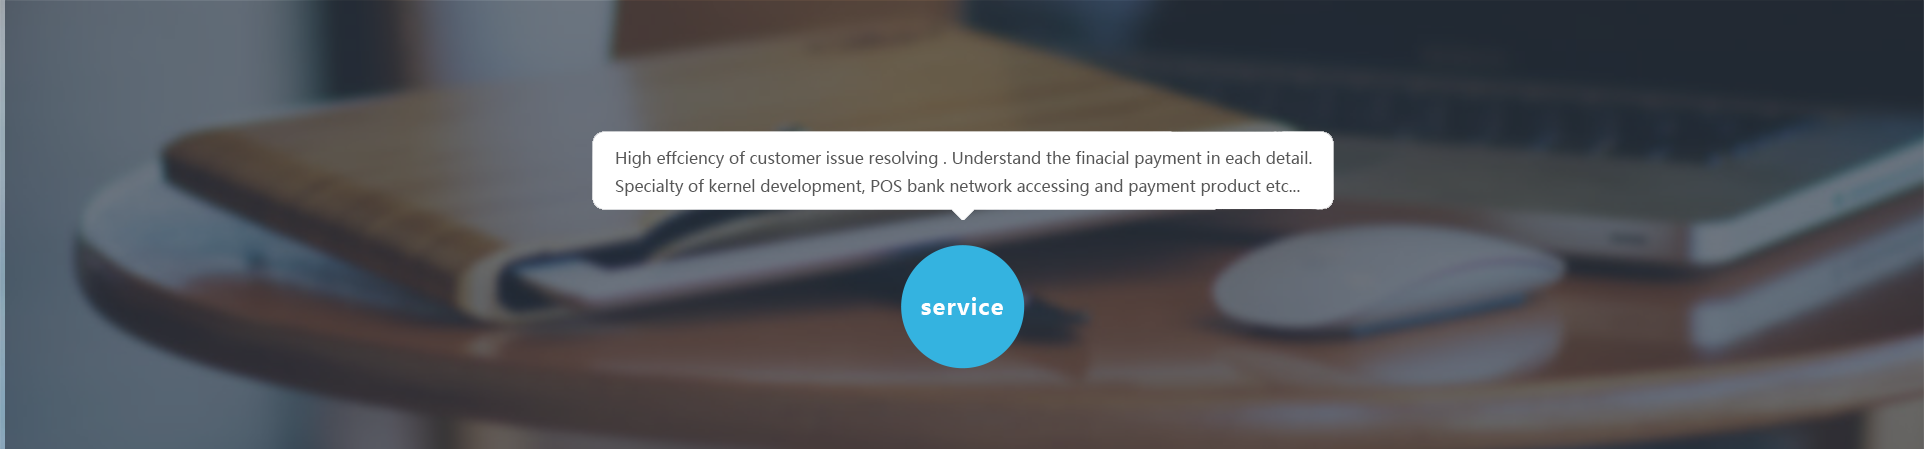 High effciency of customer issue resolving . Understand the finacial payment in each detail.
Specialty of kernel development, POS bank network accessing and payment product etc...
service